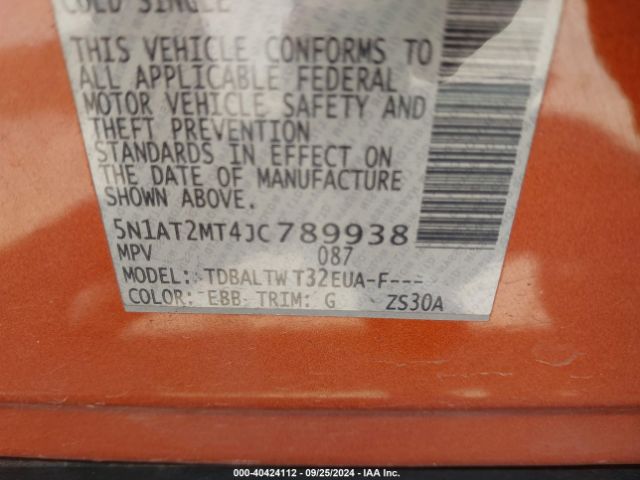 COLD SINGLE
THIS VEHICLE CONFORMS TO
ALL APPLICABLE FEDERAL
MOTOR VEHICLE SAFETY AND
THEFT PREVENTION
STANDARDS IN EFFECT ON
THE DATE OF MANUFACTURE
SHOWN ABOVE.
5N1AT2MT4JC789938
MPV 087
MODEL: TDBALTW T32EUA-F---
COLOR: EBB TRIM: G ZS30A
000-40424112 - 09/25/2024 - IAA Inc.